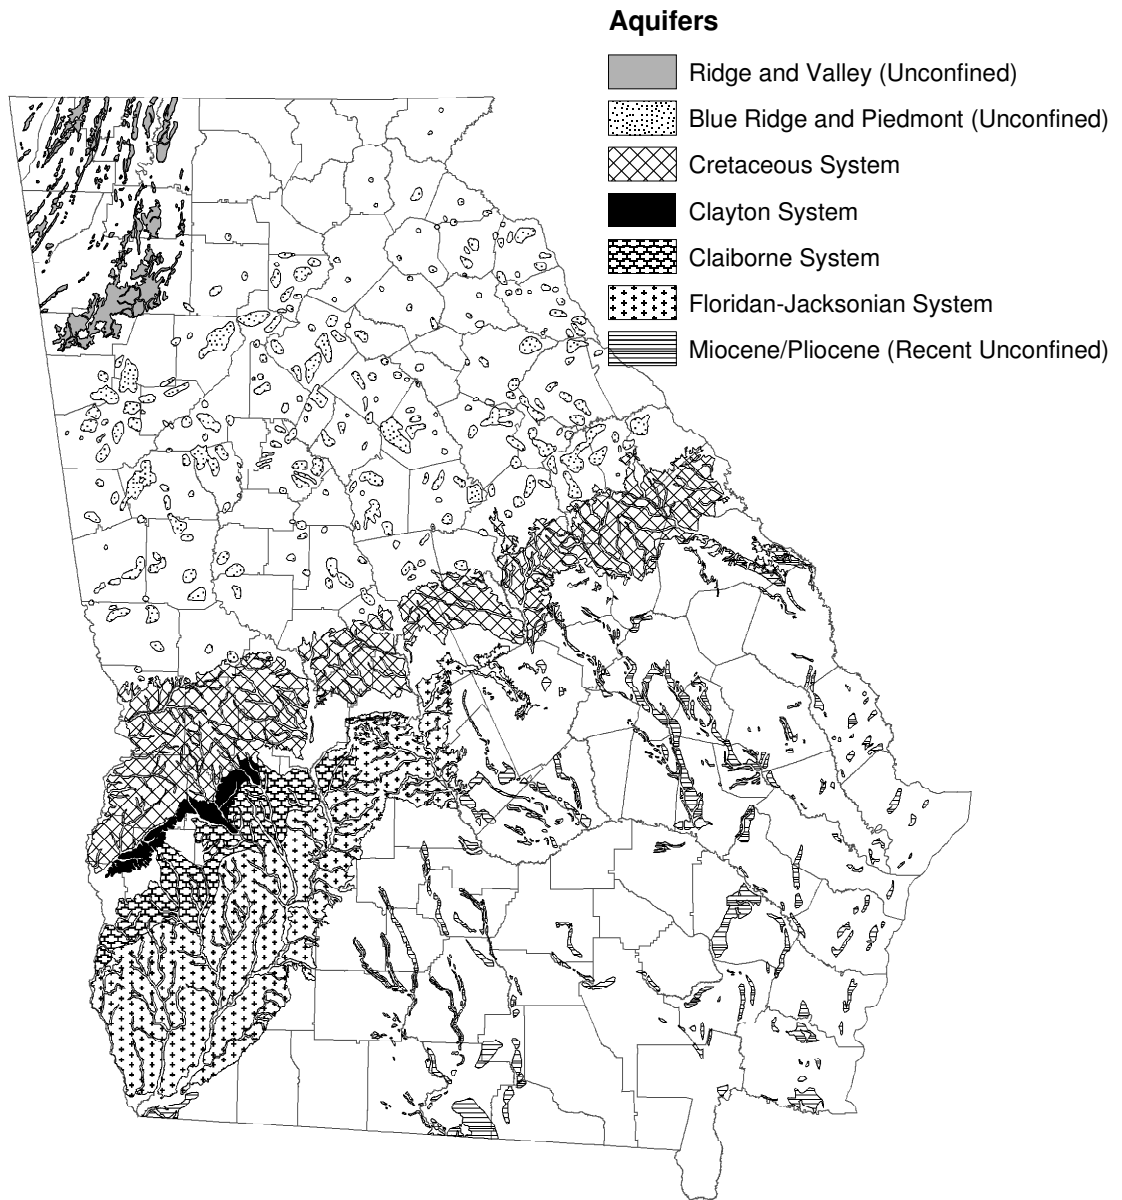 Aquifers
Ridge and Valley (Unconfined)
Blue Ridge and Piedmont (Unconfined)
Cretaceous System
Clayton System
Claiborne System
Floridan-Jacksonian System
Miocene/Pliocene (Recent Unconfined)